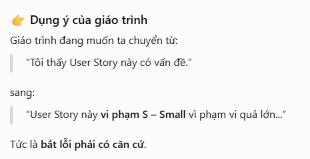 👉 Dụng ý của giáo trình
Giáo trình đang muốn ta chuyển từ:
"Tôi thấy User Story này có vấn đề."
sang:
"User Story này vi phạm S – Small vì phạm vi quá lớn..."
Tức là bắt lỗi phải có căn cứ.